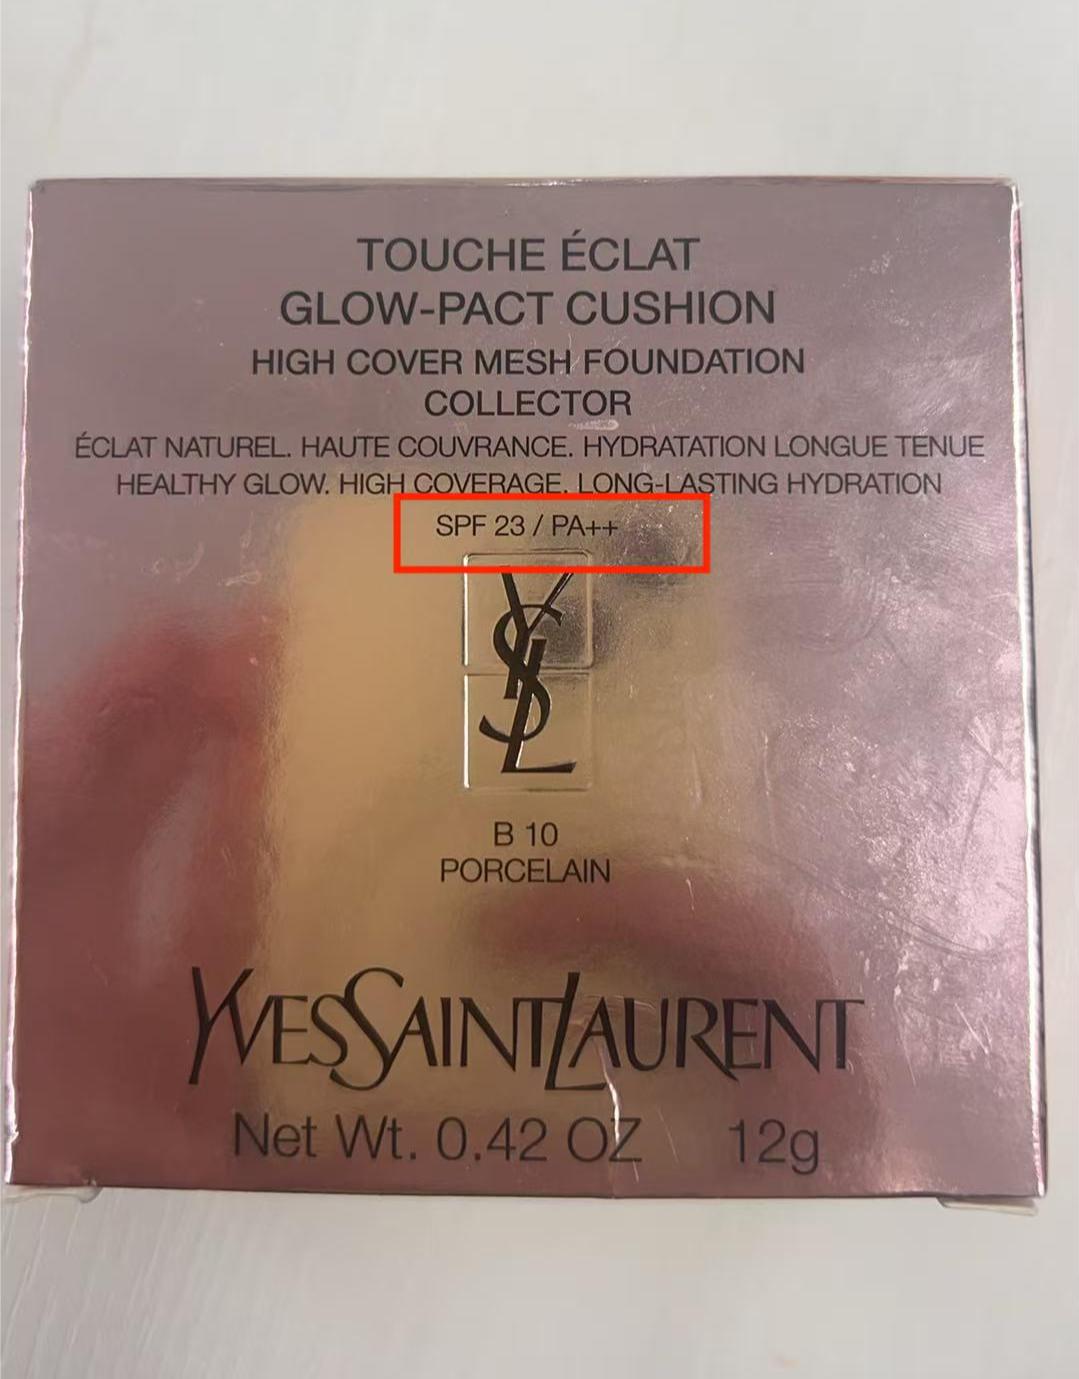 TOUCHE ÉCLAT
GLOW-PACT CUSHION
HIGH COVER MESH FOUNDATION
COLLECTOR
ÉCLAT NATUREL. HAUTE COUVRANCE. HYDRATATION LONGUE TENUE
HEALTHY GLOW. HIGH COVERAGE. LONG-LASTING HYDRATION
SPF 23 / PA++
YSL
B 10
PORCELAIN
YVESSAINTLAURENT
Net Wt. 0.42 OZ 12g